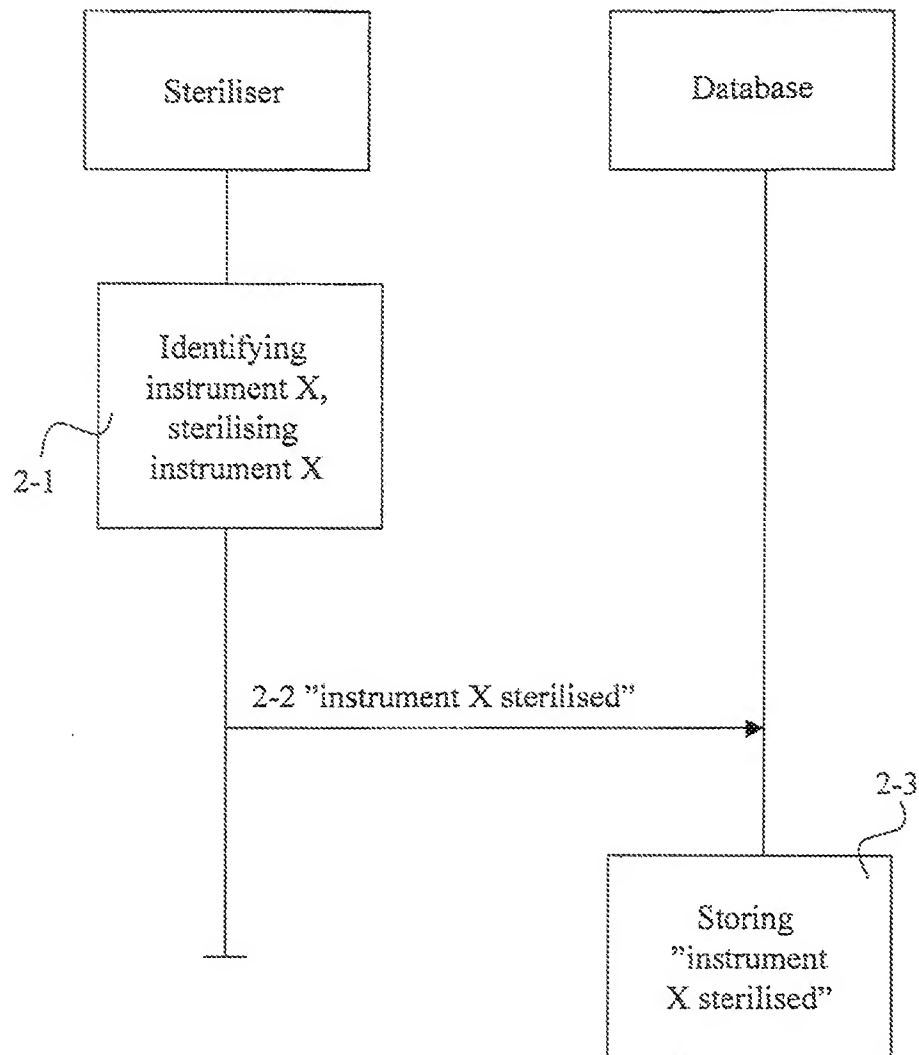 Steriliser
Database
Identifying
instrument X,
sterilising
instrument X
2-1
2-2 ”instrument X sterilised”
2-3
Storing
”instrument
X sterilised”